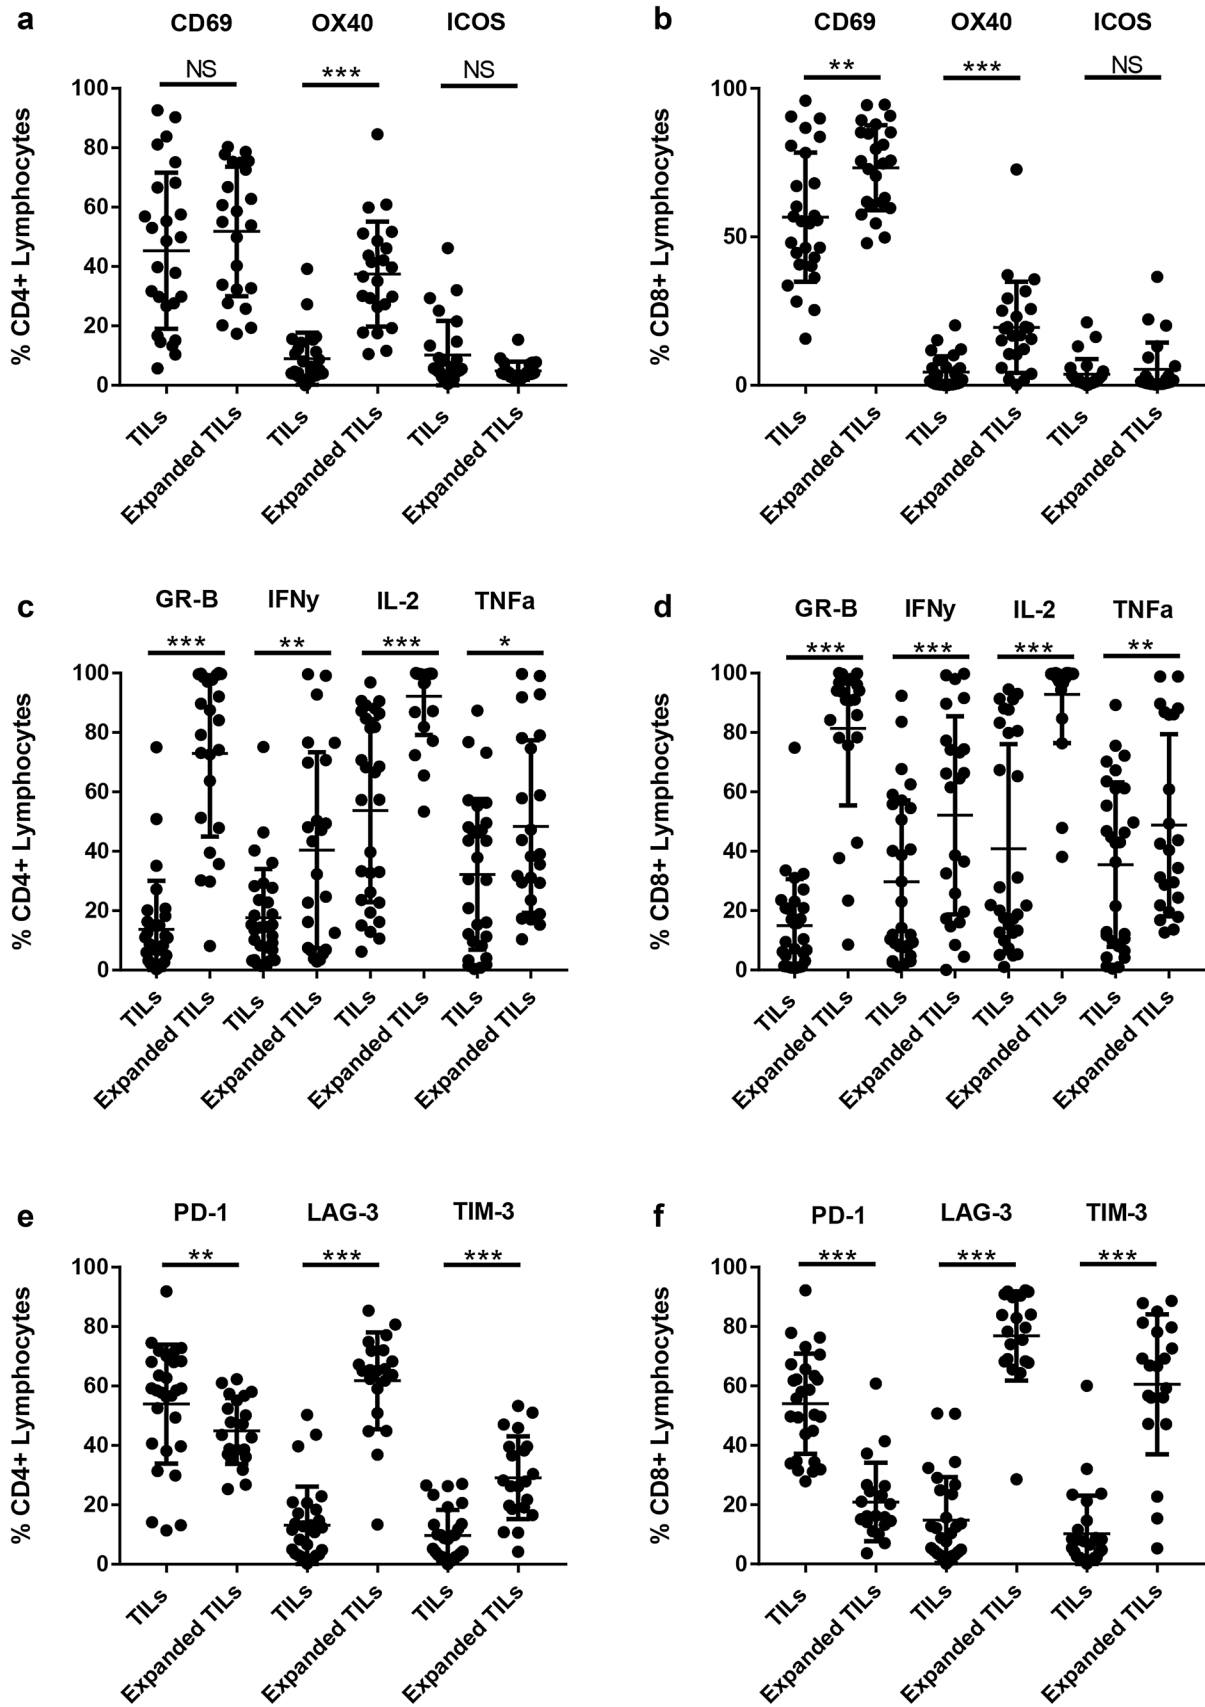 a
CD69 OX40 ICOS
NS *** NS
% CD4+ Lymphocytes
100
80
60
40
20
0
TILs Expanded TILs TILs Expanded TILs TILs Expanded TILs
b
CD69 OX40 ICOS
** *** NS
% CD8+ Lymphocytes
100
50
0
TILs Expanded TILs TILs Expanded TILs TILs Expanded TILs
c
GR-B IFNy IL-2 TNFa
*** ** *** *
% CD4+ Lymphocytes
100
80
60
40
20
0
TILs Expanded TILs TILs Expanded TILs TILs Expanded TILs TILs Expanded TILs
d
GR-B IFNy IL-2 TNFa
*** *** *** **
% CD8+ Lymphocytes
100
80
60
40
20
0
TILs Expanded TILs TILs Expanded TILs TILs Expanded TILs TILs Expanded TILs
e
PD-1 LAG-3 TIM-3
** *** ***
% CD4+ Lymphocytes
100
80
60
40
20
0
TILs Expanded TILs TILs Expanded TILs TILs Expanded TILs
f
PD-1 LAG-3 TIM-3
*** *** ***
% CD8+ Lymphocytes
100
80
60
40
20
0
TILs Expanded TILs TILs Expanded TILs TILs Expanded TILs